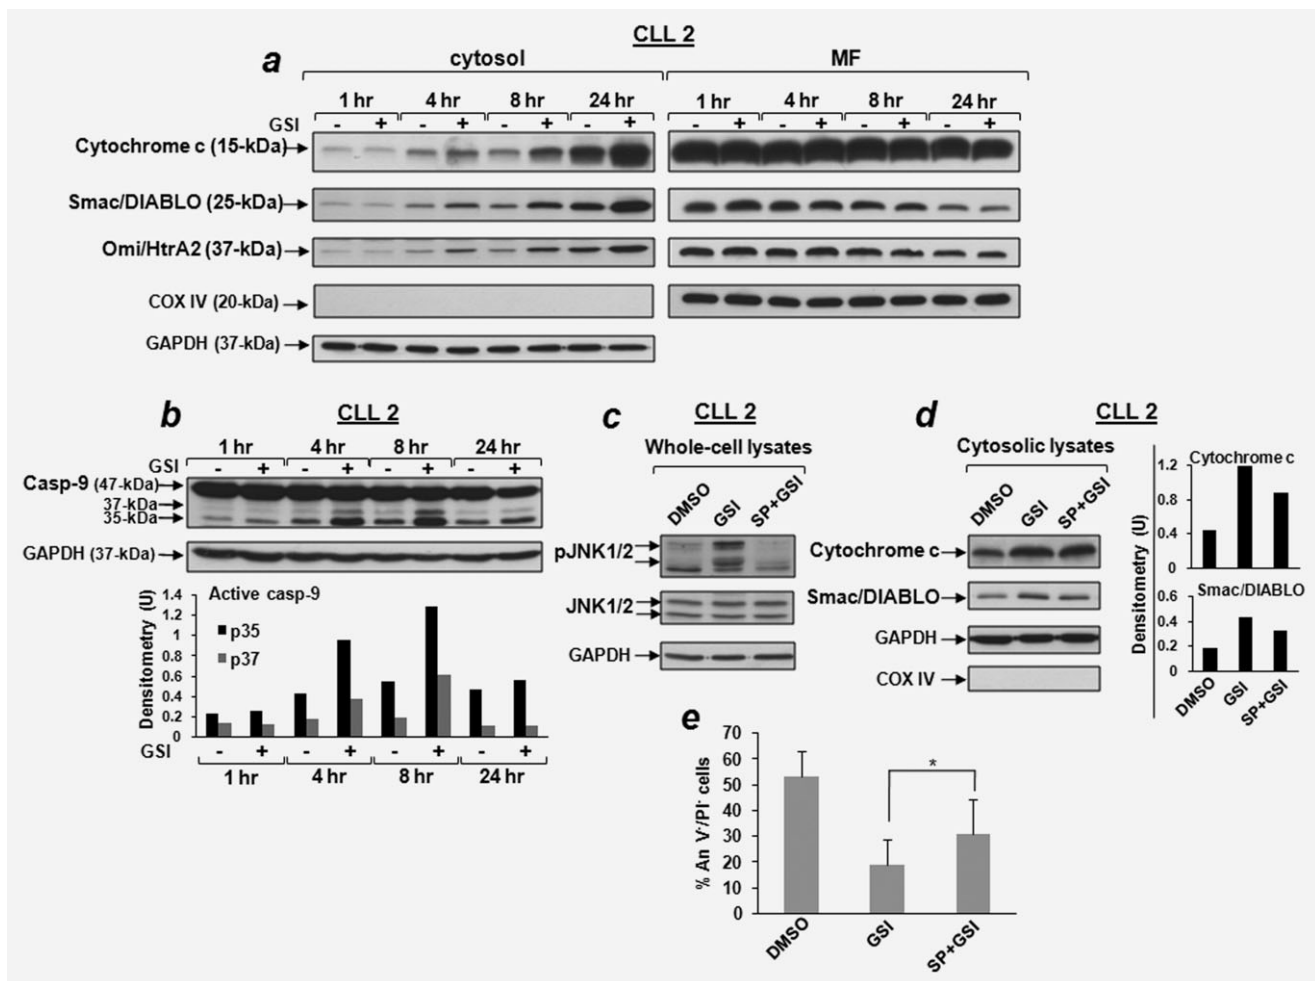 CLL 2
a
cytosol MF
1 hr 4 hr 8 hr 24 hr 1 hr 4 hr 8 hr 24 hr
GSI - + - + - + - + - + - + - + - +
Cytochrome c (15-kDa)
Smac/DIABLO (25-kDa)
Omi/HtrA2 (37-kDa)
COX IV (20-kDa)
GAPDH (37-kDa)
b CLL 2
1 hr 4 hr 8 hr 24 hr
GSI - + - + - + - +
Casp-9 (47-kDa)
37-kDa
35-kDa
GAPDH (37-kDa)
Densitometry (U)
Active casp-9
p35
p37
1.4
1.2
1
0.8
0.6
0.4
0.2
0
GSI - + - + - + - +
1 hr 4 hr 8 hr 24 hr
c CLL 2
Whole-cell lysates
DMSO GSI SP+GSI
pJNK1/2
JNK1/2
GAPDH
d CLL 2
Cytosolic lysates
DMSO GSI SP+GSI
Cytochrome c
Smac/DIABLO
GAPDH
COX IV
Densitometry (U)
Cytochrome c
1.2
0.8
0.4
0
Smac/DIABLO
0.6
0.4
0.2
0
DMSO GSI SP+GSI
e
% An V-/PI- cells
70
60
50
40
30
20
10
0
*
DMSO GSI SP+GSI